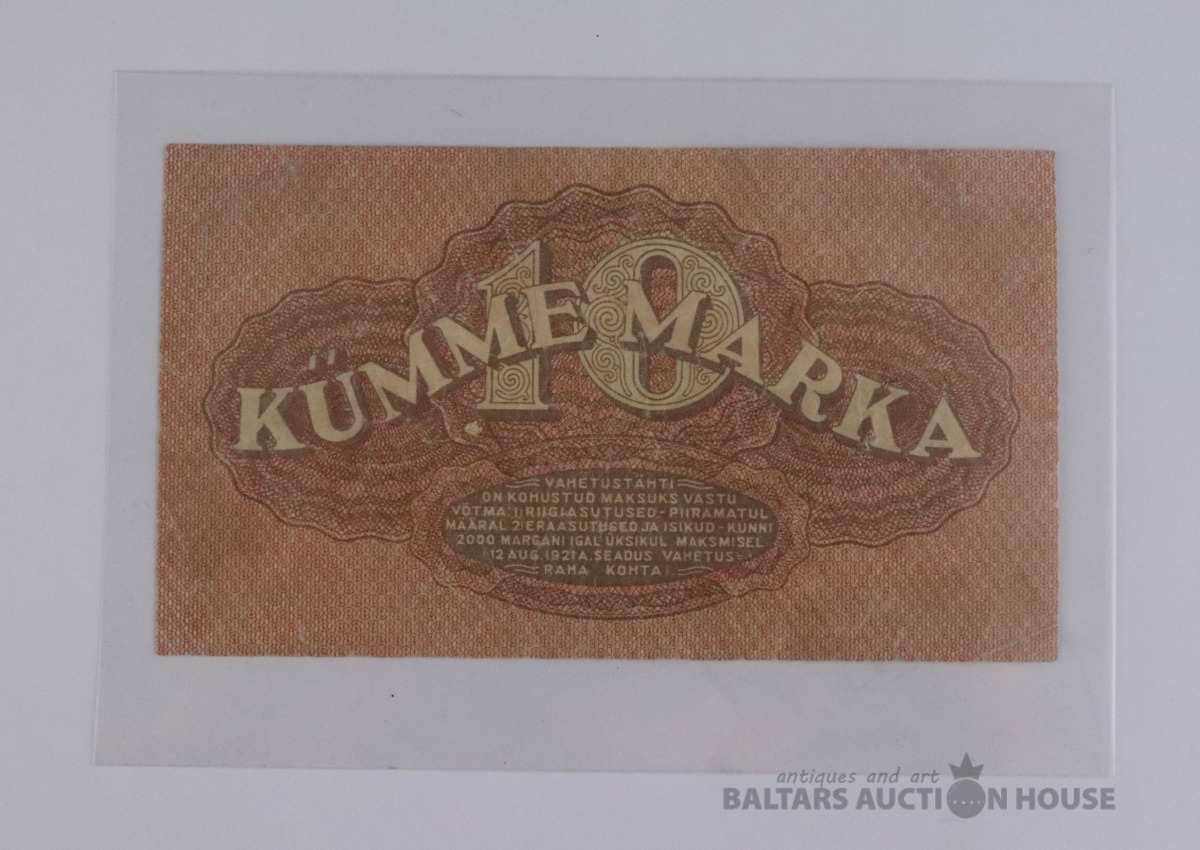 10
KÜMME MARKA
VAHETUSTÄHTI
ON KOHUSTUD MAKSUKS VASTU
VÕTMA: 1) RIIGIASUTUSED - PIIRAMATUL
MÄÄRAL 2) ERAASUTUSED JA ISIKUD - KUNNI
2000 MARGANI IGAL ÜKSIKUL MAKSMISEL
(12 AUG. 1921 A. SEADUS VAHETUS=
RAHA KOHTA)
antiques and art
BALTARS AUCTION HOUSE